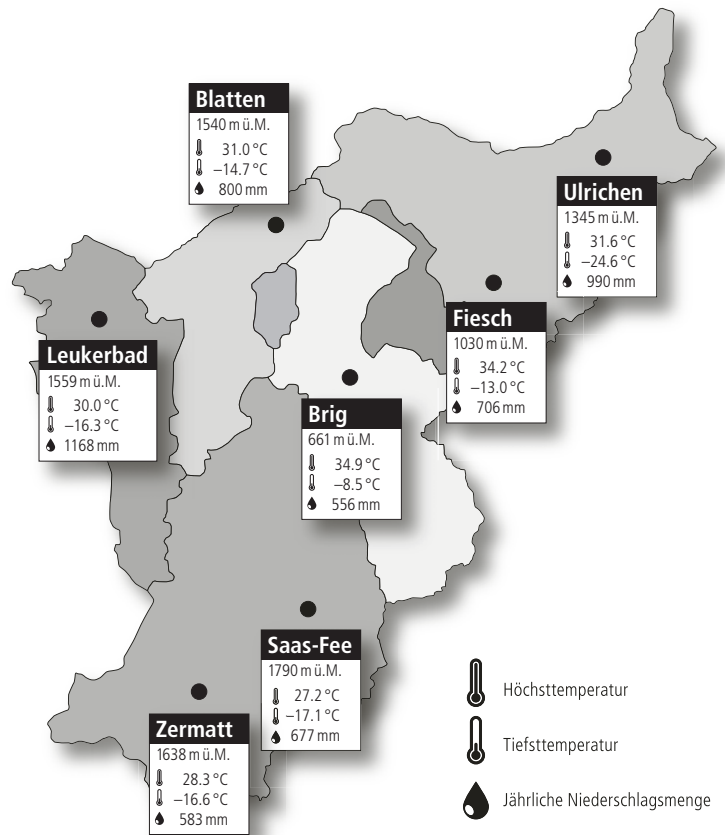 Blatten
1540 m ü.M.
31.0 °C
–14.7 °C
800 mm
Ulrichen
1345 m ü.M.
31.6 °C
–24.6 °C
990 mm
Fiesch
1030 m ü.M.
34.2 °C
–13.0 °C
706 mm
Leukerbad
1559 m ü.M.
30.0 °C
–16.3 °C
1168 mm
Brig
661 m ü.M.
34.9 °C
–8.5 °C
556 mm
Saas-Fee
1790 m ü.M.
27.2 °C
–17.1 °C
677 mm
Zermatt
1638 m ü.M.
28.3 °C
–16.6 °C
583 mm
Höchsttemperatur
Tiefsttemperatur
Jährliche Niederschlagsmenge